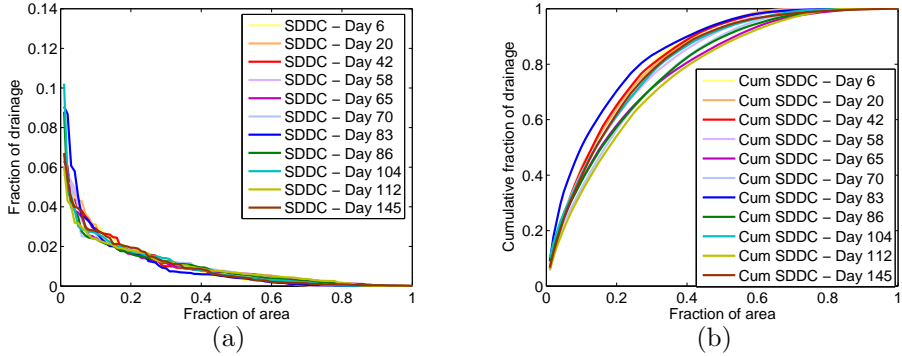 0.14
0.12
0.1
0.08
0.06
0.04
0.02
0
Fraction of drainage
0
0.2
0.4
0.6
0.8
1
Fraction of area
SDDC – Day 6
SDDC – Day 20
SDDC – Day 42
SDDC – Day 58
SDDC – Day 65
SDDC – Day 70
SDDC – Day 83
SDDC – Day 86
SDDC – Day 104
SDDC – Day 112
SDDC – Day 145
(a)
1
0.8
0.6
0.4
0.2
0
Cumulative fraction of drainage
0
0.2
0.4
0.6
0.8
1
Fraction of area
Cum SDDC – Day 6
Cum SDDC – Day 20
Cum SDDC – Day 42
Cum SDDC – Day 58
Cum SDDC – Day 65
Cum SDDC – Day 70
Cum SDDC – Day 83
Cum SDDC – Day 86
Cum SDDC – Day 104
Cum SDDC – Day 112
Cum SDDC – Day 145
(b)